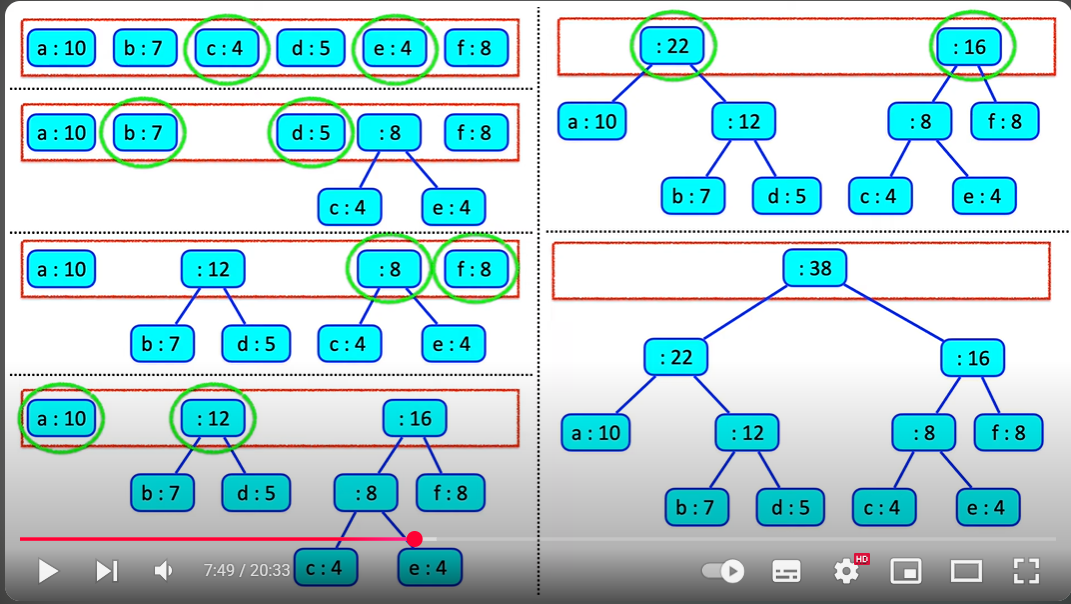 a : 10 b : 7 c : 4 d : 5 e : 4 f : 8
a : 10 b : 7 d : 5 : 8 f : 8
c : 4 e : 4
a : 10 : 12 : 8 f : 8
b : 7 d : 5 c : 4 e : 4
a : 10 : 12 : 16
b : 7 d : 5 : 8 f : 8
c : 4 e : 4
: 22 : 16
a : 10 : 12 : 8 f : 8
b : 7 d : 5 c : 4 e : 4
: 38
: 22 : 16
a : 10 : 12 : 8 f : 8
b : 7 d : 5 c : 4 e : 4
7:49 / 20:33 HD